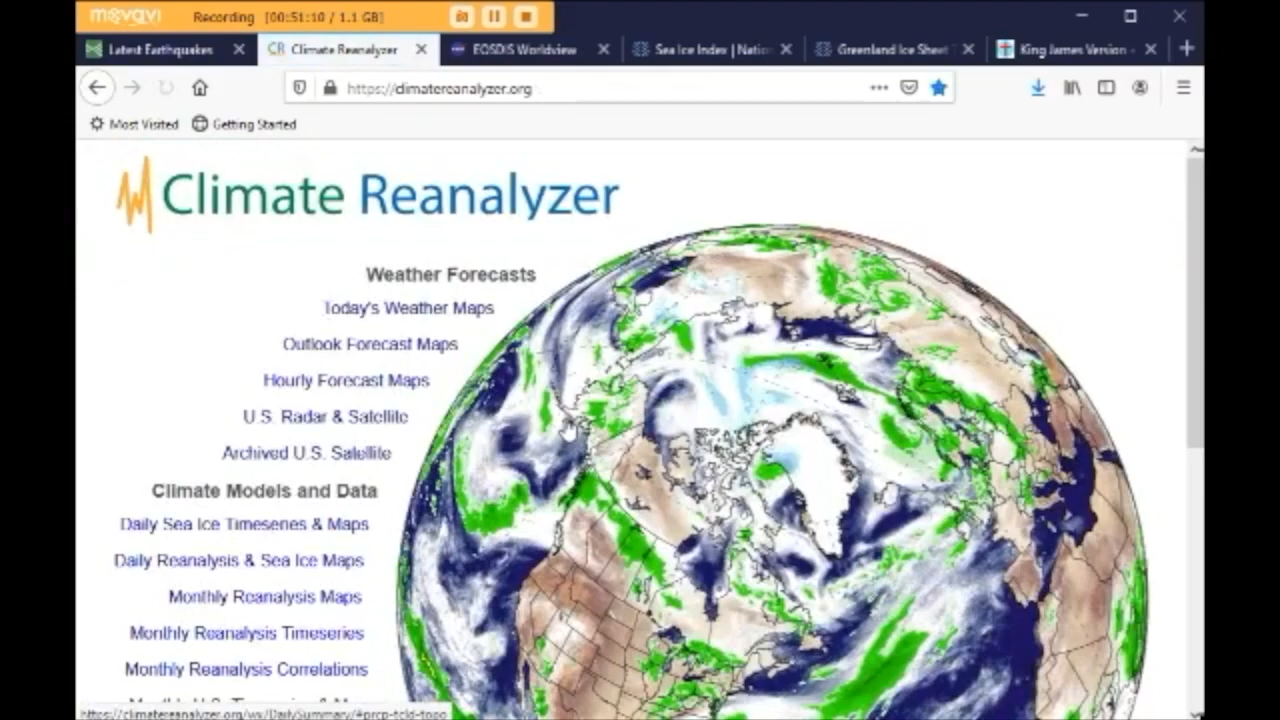 movavi Recording [00:51:10 / 1.1 GB]
Latest Earthquakes Climate Reanalyzer EOSDIS Worldview Sea Ice Index | Natio Greenland Ice Sheet King James Version -
https://climatereanalyzer.org
Most Visited Getting Started
Climate Reanalyzer
Weather Forecasts
Today's Weather Maps
Outlook Forecast Maps
Hourly Forecast Maps
U.S. Radar & Satellite
Archived U.S. Satellite
Climate Models and Data
Daily Sea Ice Timeseries & Maps
Daily Reanalysis & Sea Ice Maps
Monthly Reanalysis Maps
Monthly Reanalysis Timeseries
Monthly Reanalysis Correlations
https://climatereanalyzer.org/wx/DailySummary/#prcp-tcld-topo